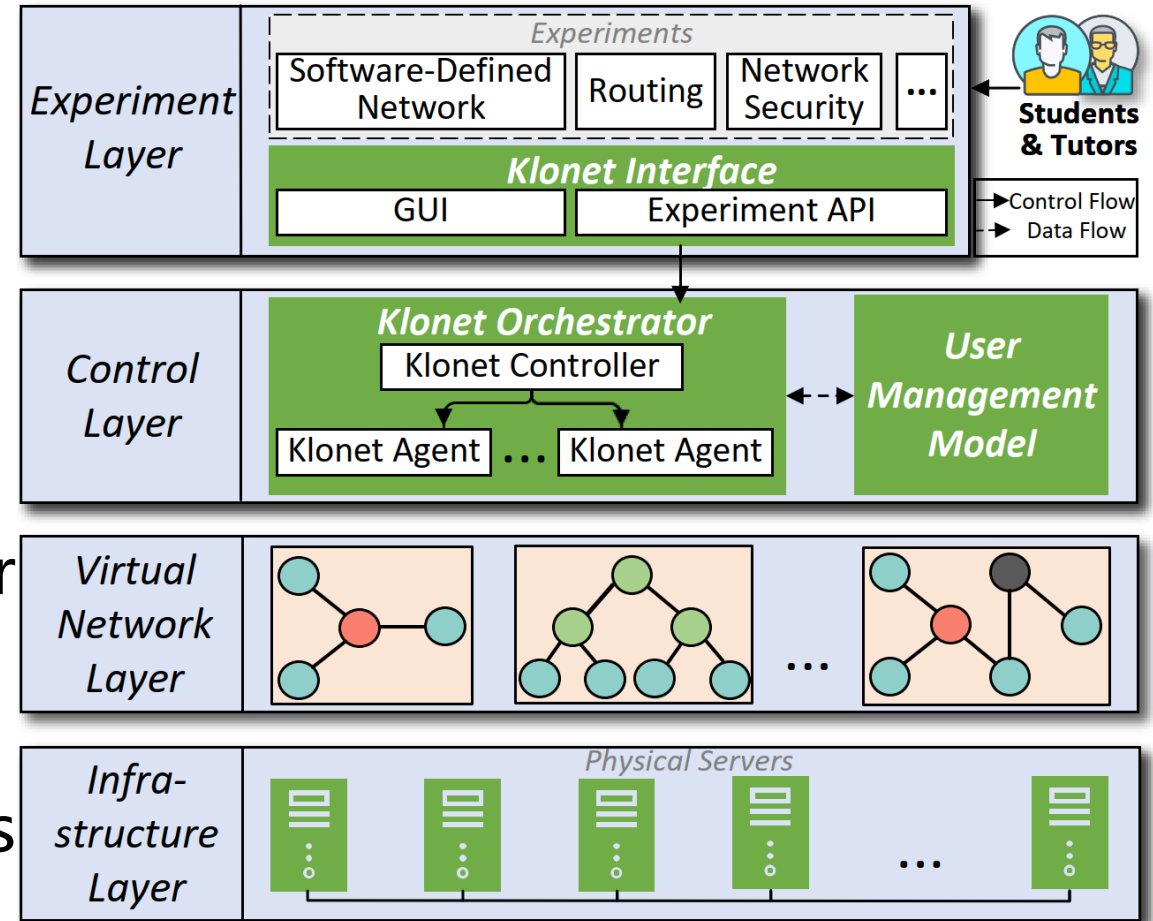 Experiment
Layer
Experiments
Software-Defined
Network
Routing
Network
Security
...
Klonet Interface
GUI
Experiment API
Students
& Tutors
Control Flow
Data Flow
Control
Layer
Klonet Orchestrator
Klonet Controller
Klonet Agent
...
Klonet Agent
User
Management
Model
r
Virtual
Network
Layer
...
s
Infra-
structure
Layer
Physical Servers
...